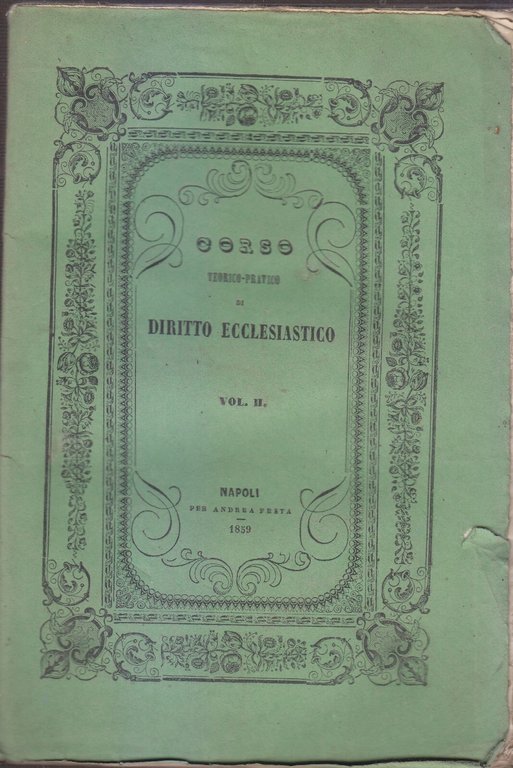 CORSO
TEORICO-PRATICO
DI
DIRITTO ECCLESIASTICO
VOL. II.
NAPOLI
PER ANDREA FESTA
1859